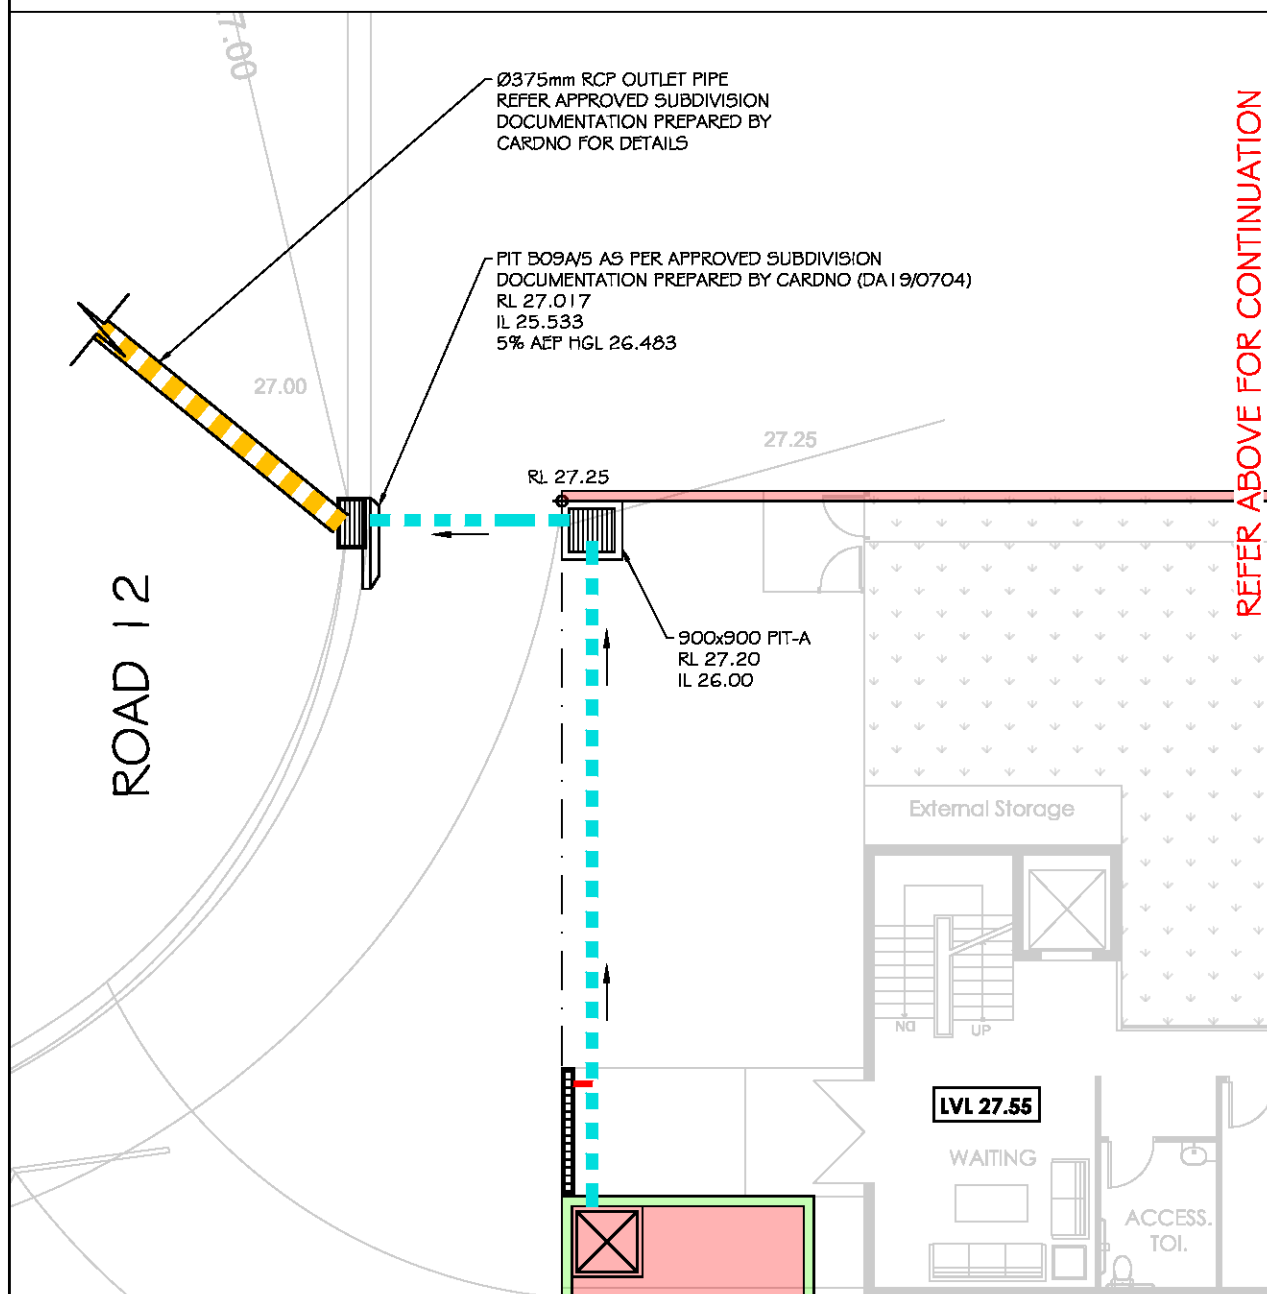 27.00
Ø375mm RCP OUTLET PIPE
REFER APPROVED SUBDIVISION
DOCUMENTATION PREPARED BY
CARDNO FOR DETAILS
REFER ABOVE FOR CONTINUATION
PIT B09A/5 AS PER APPROVED SUBDIVISION
DOCUMENTATION PREPARED BY CARDNO (DA19/0704)
RL 27.017
IL 25.533
5% AEP HGL 26.483
27.00
27.25
RL 27.25
ROAD 12
900x900 PIT-A
RL 27.20
IL 26.00
External Storage
DN
UP
LVL 27.55
WAITING
ACCESS.
TOI.